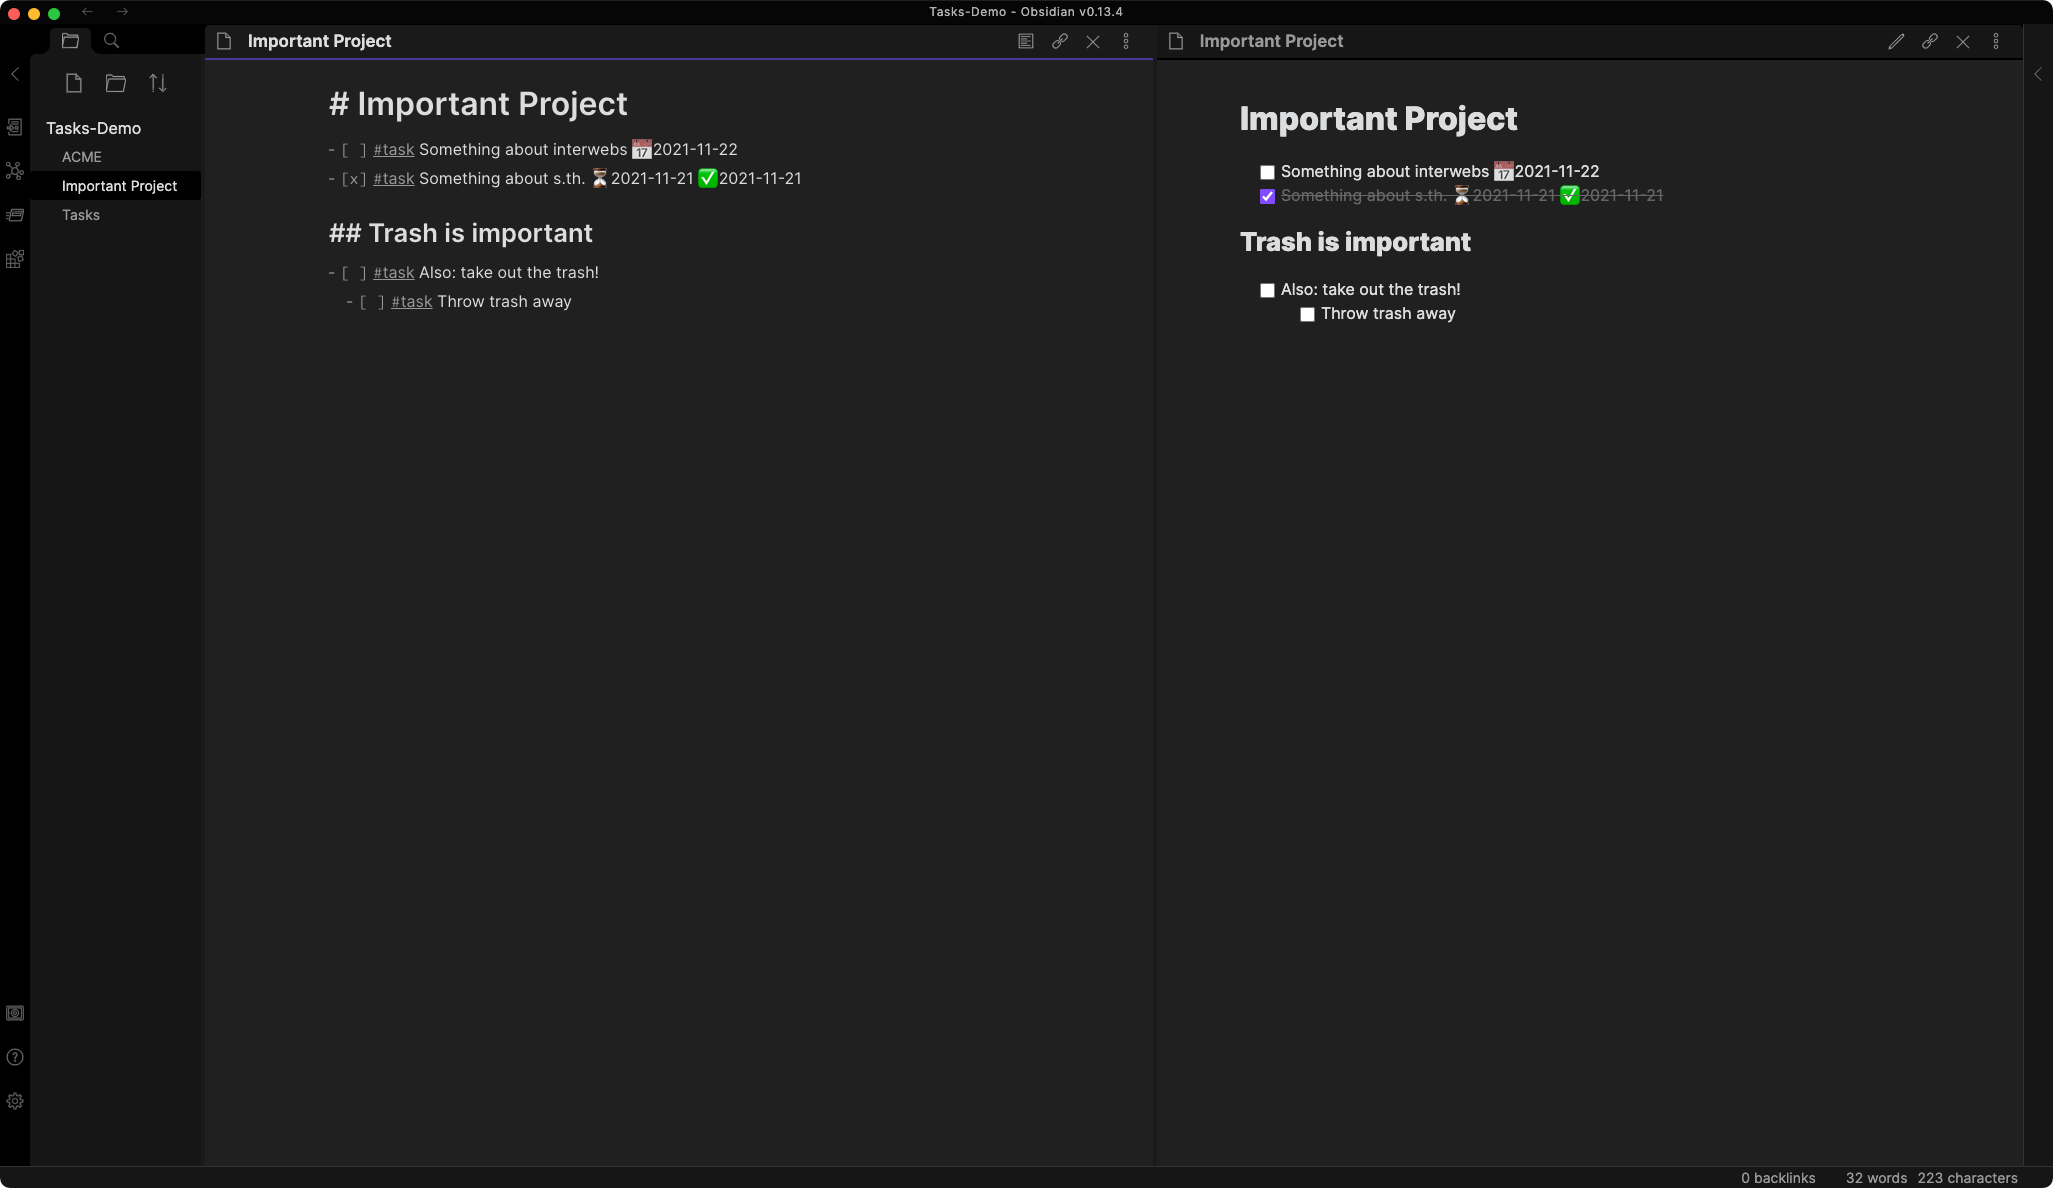 Tasks-Demo - Obsidian v0.13.4
Important Project
Important Project
Tasks-Demo
ACME
Important Project
Tasks
# Important Project
- [ ] #task Something about interwebs 📅2021-11-22
- [x] #task Something about s.th. ⏳2021-11-21 ✅2021-11-21
## Trash is important
- [ ] #task Also: take out the trash!
- [ ] #task Throw trash away
Important Project
Something about interwebs 📅2021-11-22
Something about s.th. ⏳2021-11-21 ✅2021-11-21
Trash is important
Also: take out the trash!
Throw trash away
0 backlinks 32 words 223 characters